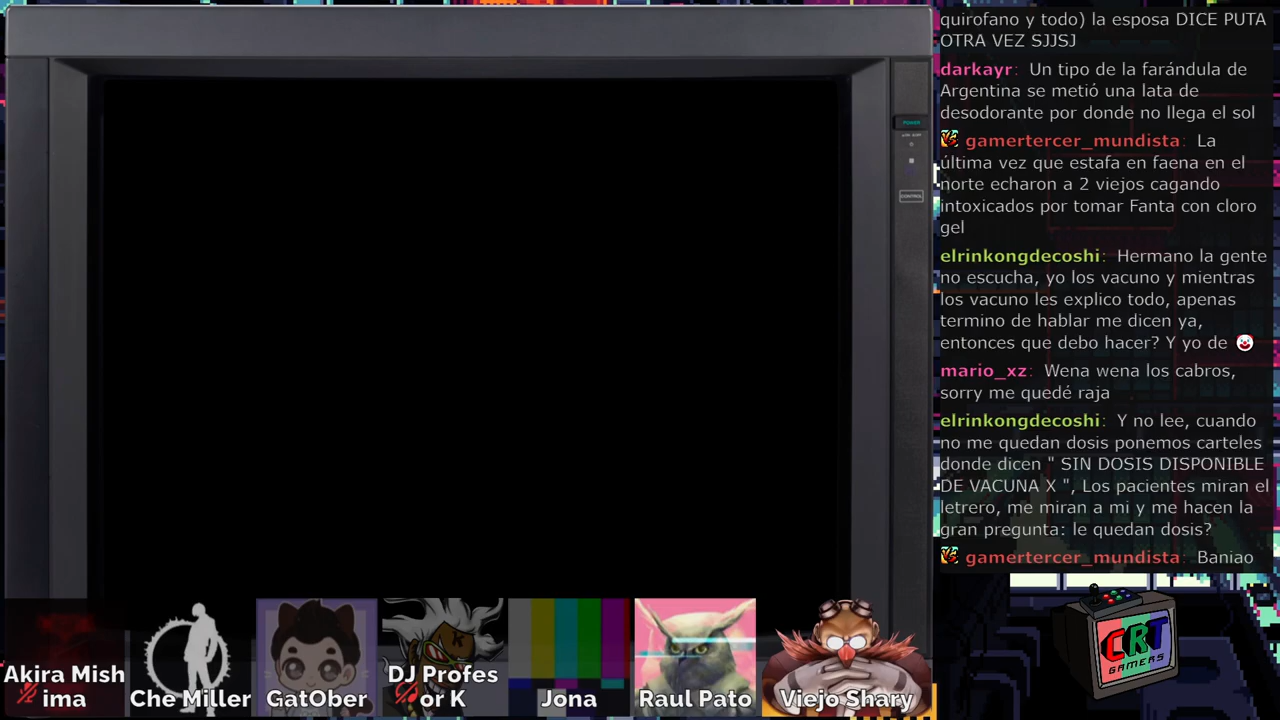 quirofano y todo) la esposa DICE PUTA
OTRA VEZ SJJSJ
darkayr: Un tipo de la farándula de
Argentina se metió una lata de
desodorante por donde no llega el sol
gamertercer_mundista: La
última vez que estafa en faena en el
norte echaron a 2 viejos cagando
intoxicados por tomar Fanta con cloro
gel
elrinkongdecoshi: Hermano la gente
no escucha, yo los vacuno y mientras
los vacuno les explico todo, apenas
termino de hablar me dicen ya,
entonces que debo hacer? Y yo de 🤡
mario_xz: Wena wena los cabros,
sorry me quedé raja
elrinkongdecoshi: Y no lee, cuando
no me quedan dosis ponemos carteles
donde dicen " SIN DOSIS DISPONIBLE
DE VACUNA X ", Los pacientes miran el
letrero, me miran a mi y me hacen la
gran pregunta: le quedan dosis?
gamertercer_mundista: Baniao
POWER
CONTROL
Akira Mish
ima
Che Miller
GatOber
DJ Profes
or K
Jona
Raul Pato
Viejo Shary
CRT
GAMERS